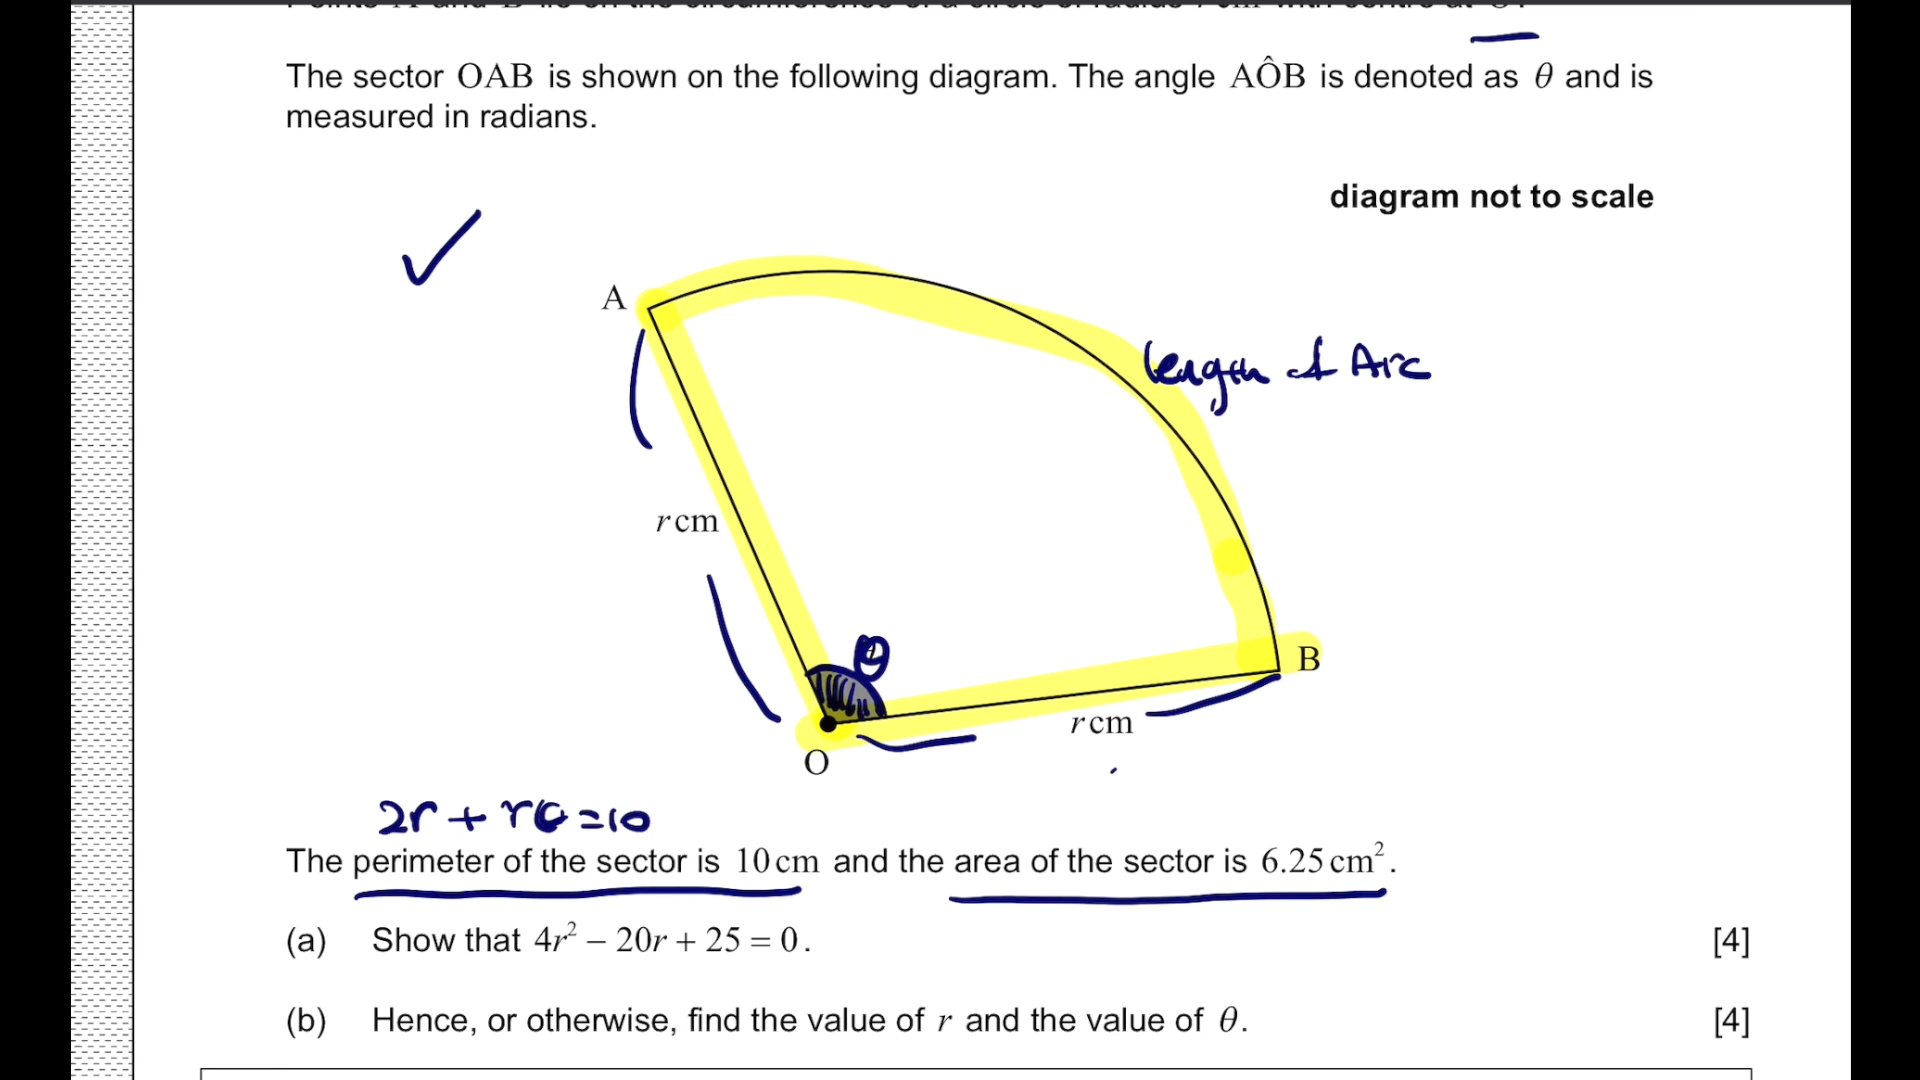 The sector OAB is shown on the following diagram. The angle AÔB is denoted as θ and is
measured in radians.
diagram not to scale
A
length of Arc
r cm
θ
B
r cm
O
2r + rθ = 10
The perimeter of the sector is 10 cm and the area of the sector is 6.25 cm².
(a) Show that 4r² – 20r + 25 = 0. [4]
(b) Hence, or otherwise, find the value of r and the value of θ. [4]